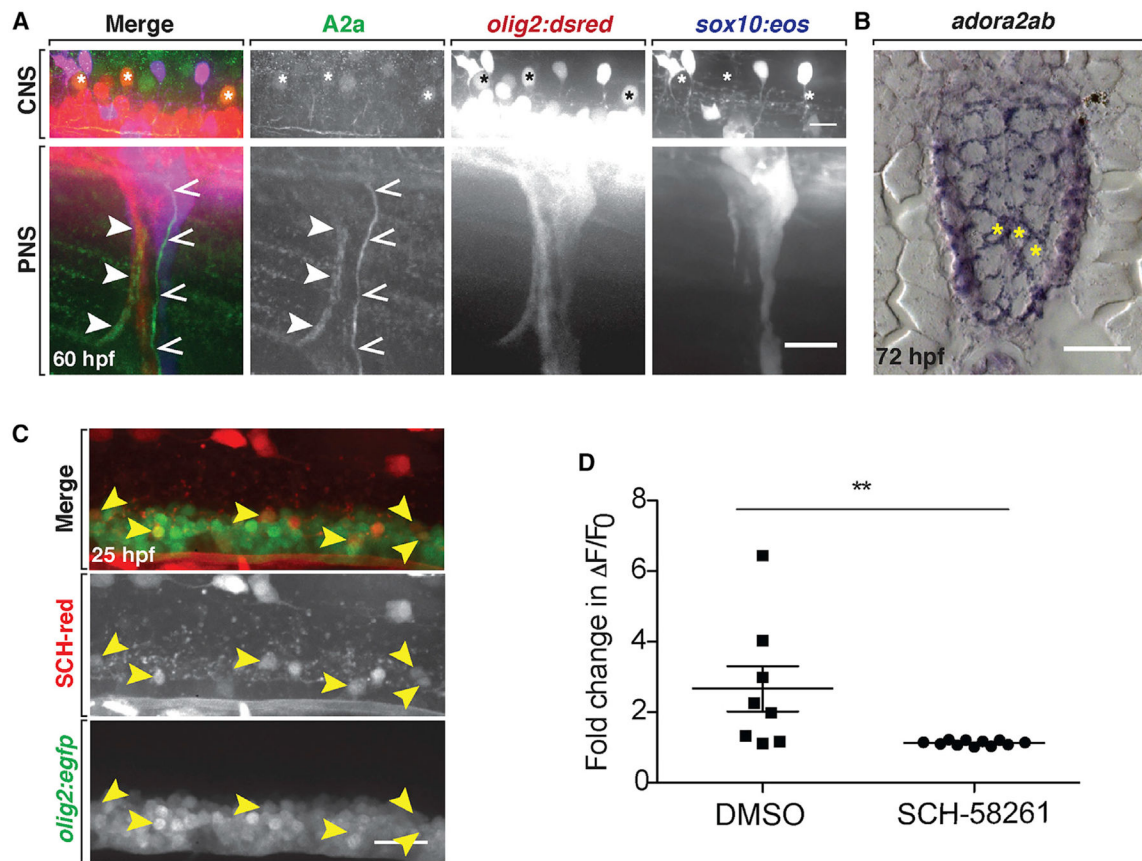 A
Merge
A2a
olig2:dsred
sox10:eos
CNS
* * *
* * *
* * *
* * *
PNS
60 hpf
B
adora2ab
* * *
72 hpf
C
Merge
25 hpf
SCH-red
olig2:egfp
D
**
Fold change in ΔF/F0
8
6
4
2
0
DMSO
SCH-58261